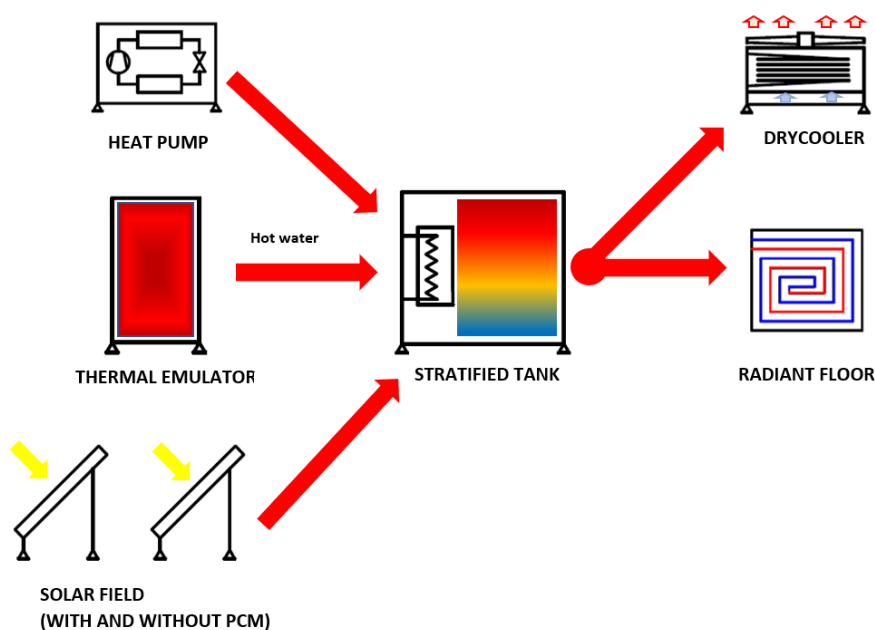 HEAT PUMP
DRYCOOLER
Hot water
THERMAL EMULATOR
STRATIFIED TANK
RADIANT FLOOR
SOLAR FIELD
(WITH AND WITHOUT PCM)